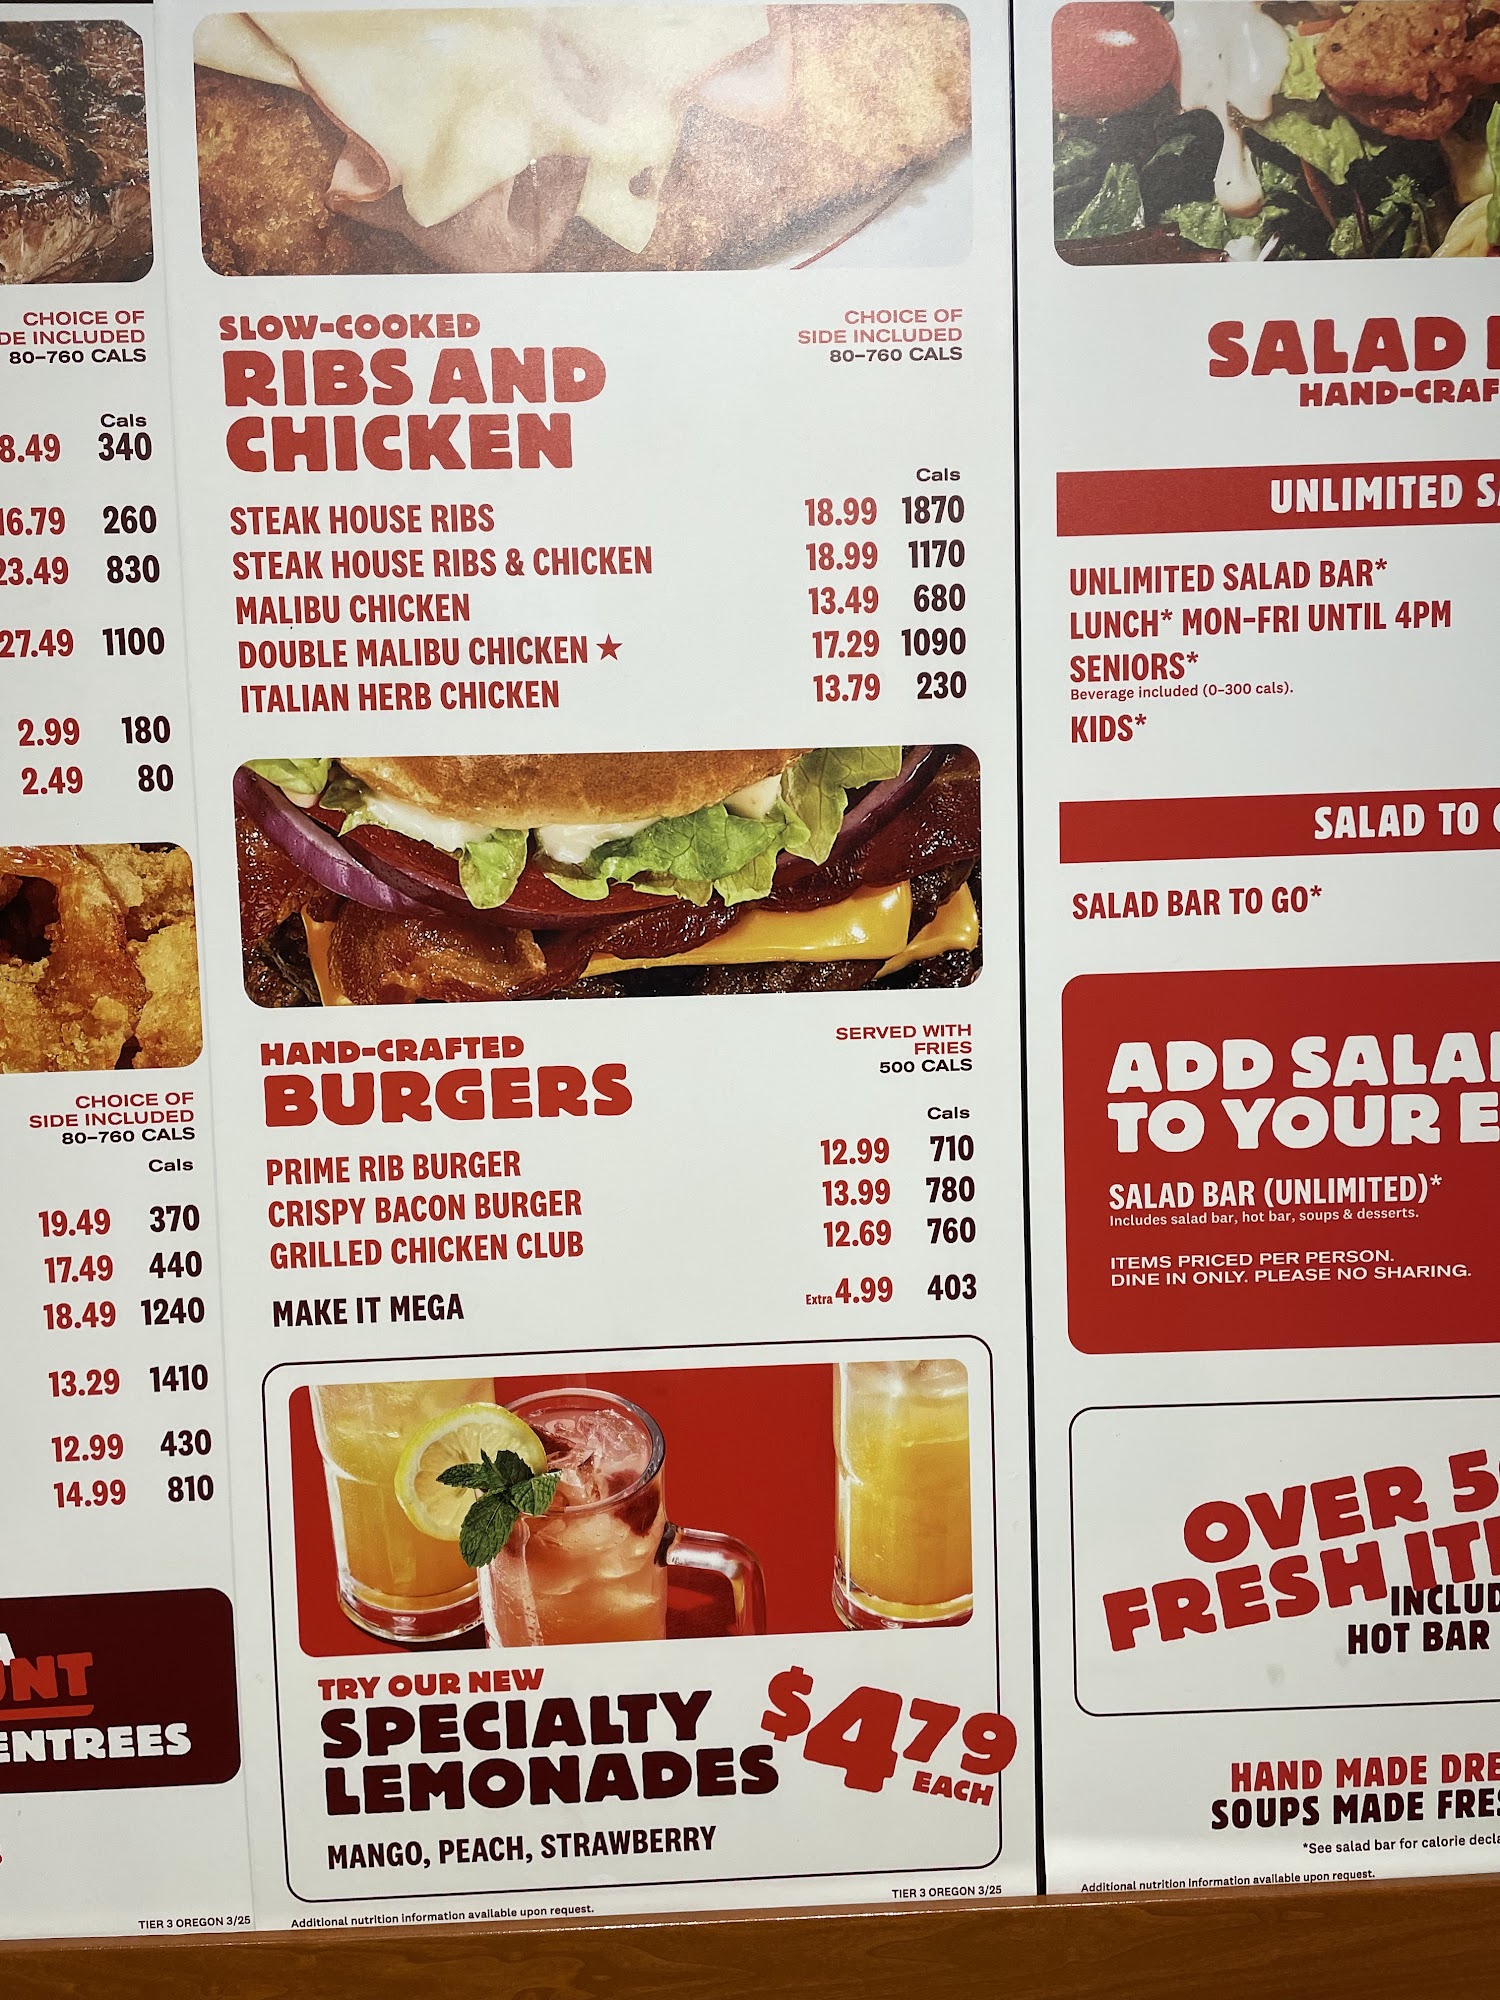 CHOICE OF
SIDE INCLUDED
80–760 CALS
Cals
8.49 340
16.79 260
23.49 830
27.49 1100
2.99 180
2.49 80
CHOICE OF
SIDE INCLUDED
80–760 CALS
Cals
19.49 370
17.49 440
18.49 1240
13.29 1410
12.99 430
14.99 810
ENTREES
TIER 3 OREGON 3/25
SLOW-COOKED
RIBS AND
CHICKEN
CHOICE OF
SIDE INCLUDED
80–760 CALS
Cals
STEAK HOUSE RIBS 18.99 1870
STEAK HOUSE RIBS & CHICKEN 18.99 1170
MALIBU CHICKEN 13.49 680
DOUBLE MALIBU CHICKEN ★ 17.29 1090
ITALIAN HERB CHICKEN 13.79 230
HAND-CRAFTED
BURGERS
SERVED WITH
FRIES
500 CALS
Cals
PRIME RIB BURGER 12.99 710
CRISPY BACON BURGER 13.99 780
GRILLED CHICKEN CLUB 12.69 760
MAKE IT MEGA Extra 4.99 403
TRY OUR NEW
SPECIALTY
LEMONADES
$4.79
EACH
MANGO, PEACH, STRAWBERRY
TIER 3 OREGON 3/25
Additional nutrition information available upon request.
SALAD
HAND-CRAF
UNLIMITED S
UNLIMITED SALAD BAR*
LUNCH* MON-FRI UNTIL 4PM
SENIORS*
Beverage included (0-300 cals).
KIDS*
SALAD TO
SALAD BAR TO GO*
ADD SALA
TO YOUR E
SALAD BAR (UNLIMITED)*
Includes salad bar, hot bar, soups & desserts.
ITEMS PRICED PER PERSON.
DINE IN ONLY. PLEASE NO SHARING.
OVER 5
FRESH IT
INCLUD
HOT BAR
HAND MADE DRE
SOUPS MADE FRES
*See salad bar for calorie decla
Additional nutrition information available upon request.